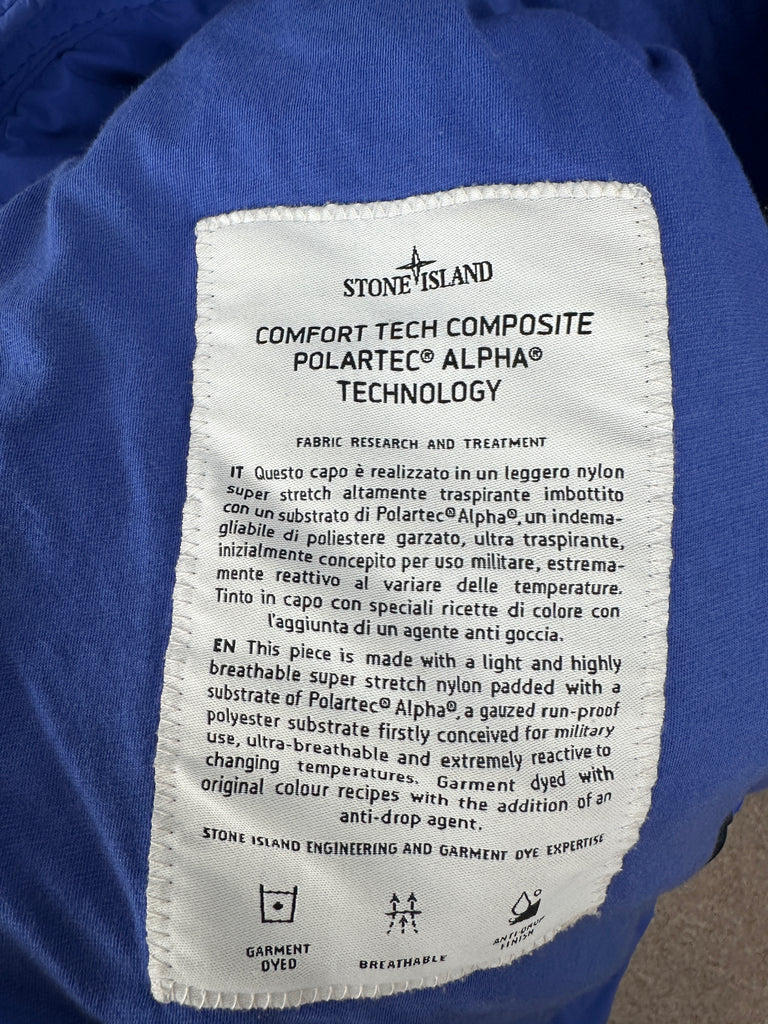 STONE ISLAND
COMFORT TECH COMPOSITE
POLARTEC® ALPHA®
TECHNOLOGY
FABRIC RESEARCH AND TREATMENT
IT Questo capo è realizzato in un leggero nylon
super stretch altamente traspirante imbottito
con un substrato di Polartec® Alpha®, un indema-
gliabile di poliestere garzato, ultra traspirante,
inizialmente concepito per uso militare, estrema-
mente reattivo al variare delle temperature.
Tinto in capo con speciali ricette di colore con
l'aggiunta di un agente anti goccia.
EN This piece is made with a light and highly
breathable super stretch nylon padded with a
substrate of Polartec® Alpha®, a gauzed run-proof
polyester substrate firstly conceived for military
use, ultra-breathable and extremely reactive to
changing temperatures. Garment dyed with
original colour recipes with the addition of an
anti-drop agent.
STONE ISLAND ENGINEERING AND GARMENT DYE EXPERTISE
GARMENT
DYED
BREATHABLE
ANTI-DROP
FINISH